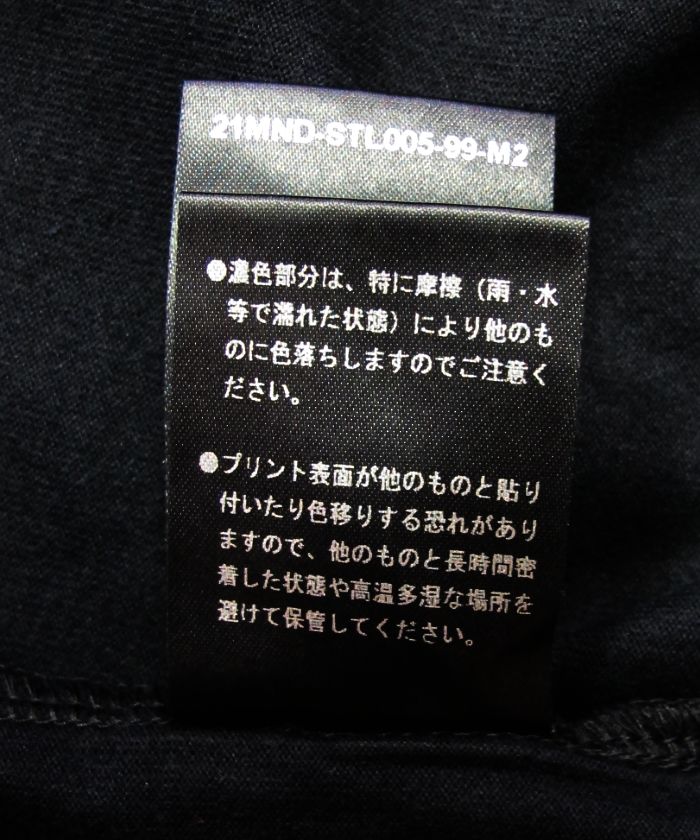 21MND-STL005-99-M2
●濃色部分は、特に摩擦（雨・水
等で濡れた状態）により他のも
のに色落ちしますのでご注意く
ださい。
●プリント表面が他のものと貼り
付いたり色移りする恐れがあり
ますので、他のものと長時間密
着した状態や高温多湿な場所を
避けて保管してください。